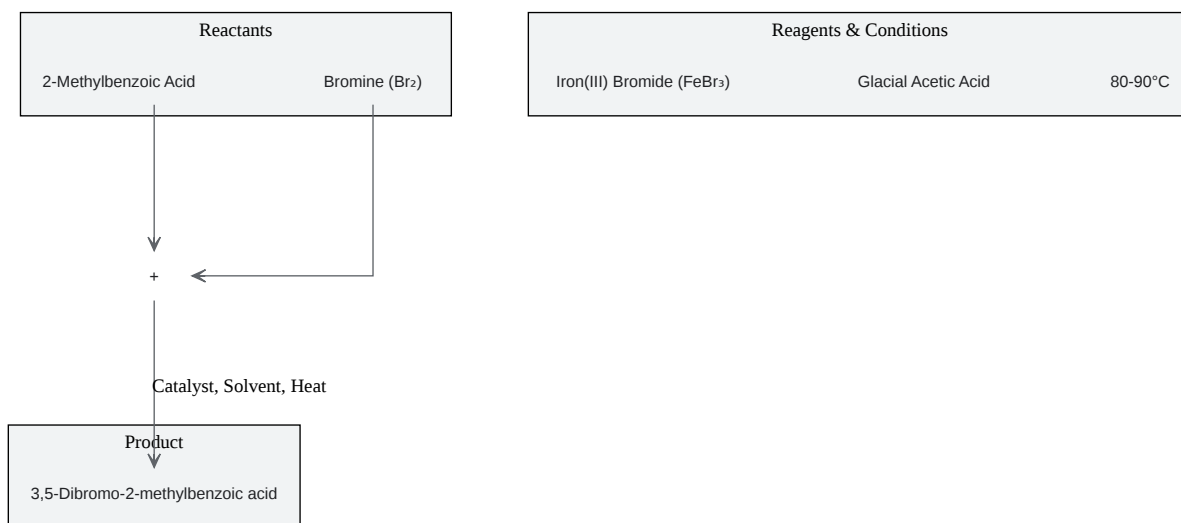 Reactants
2-Methylbenzoic Acid
Bromine (Br₂)
Reagents & Conditions
Iron(III) Bromide (FeBr₃)
Glacial Acetic Acid
80-90°C
+
Catalyst, Solvent, Heat
Product
3,5-Dibromo-2-methylbenzoic acid